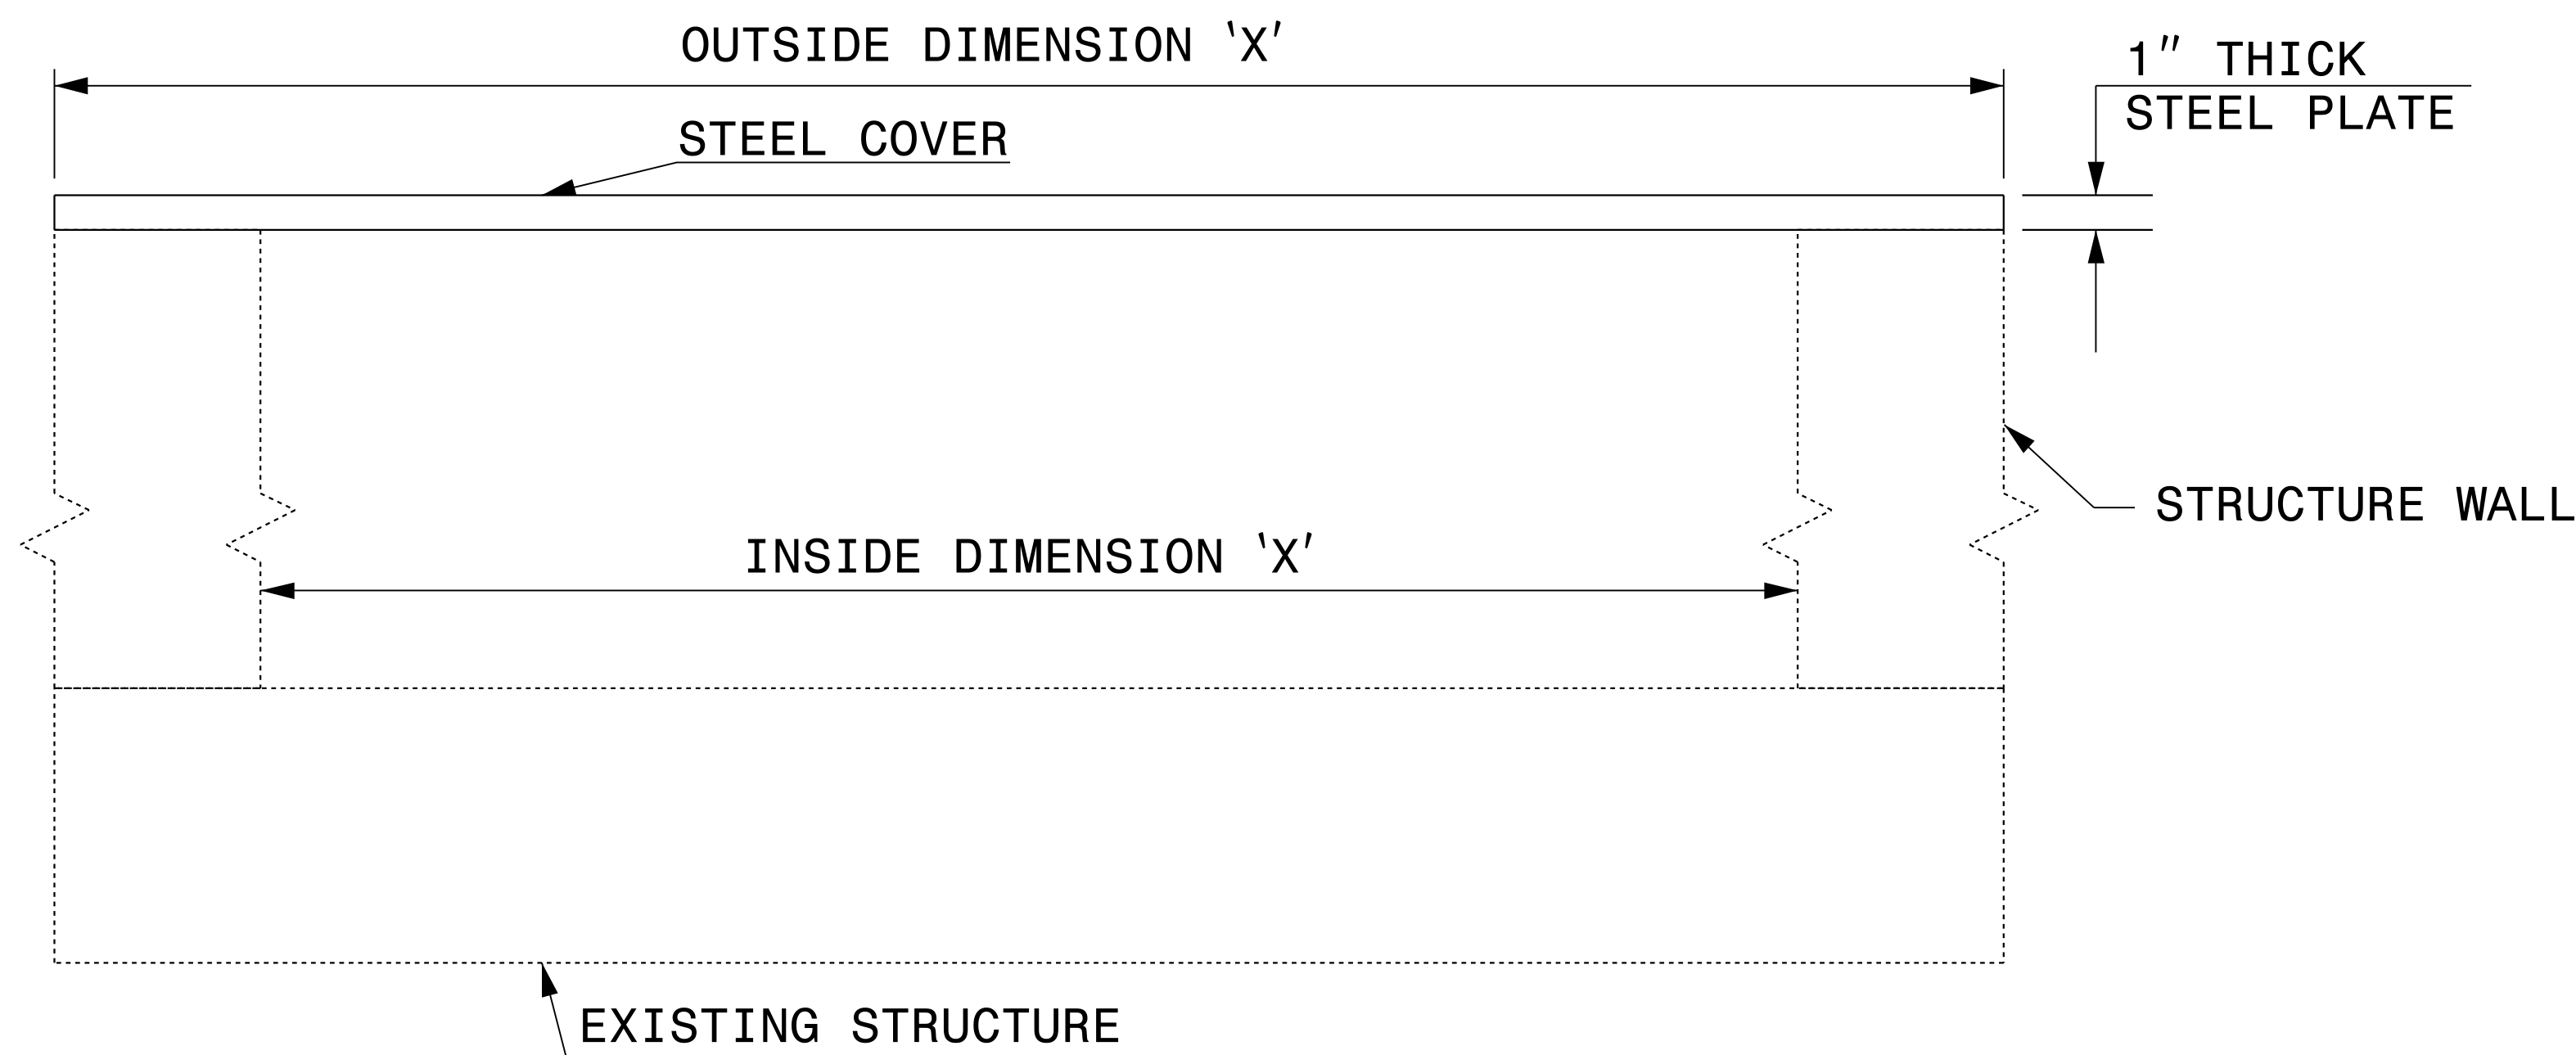 OUTSIDE DIMENSION 'X'
1" THICK
STEEL PLATE
STEEL COVER
STRUCTURE WALL
INSIDE DIMENSION 'X'
EXISTING STRUCTURE